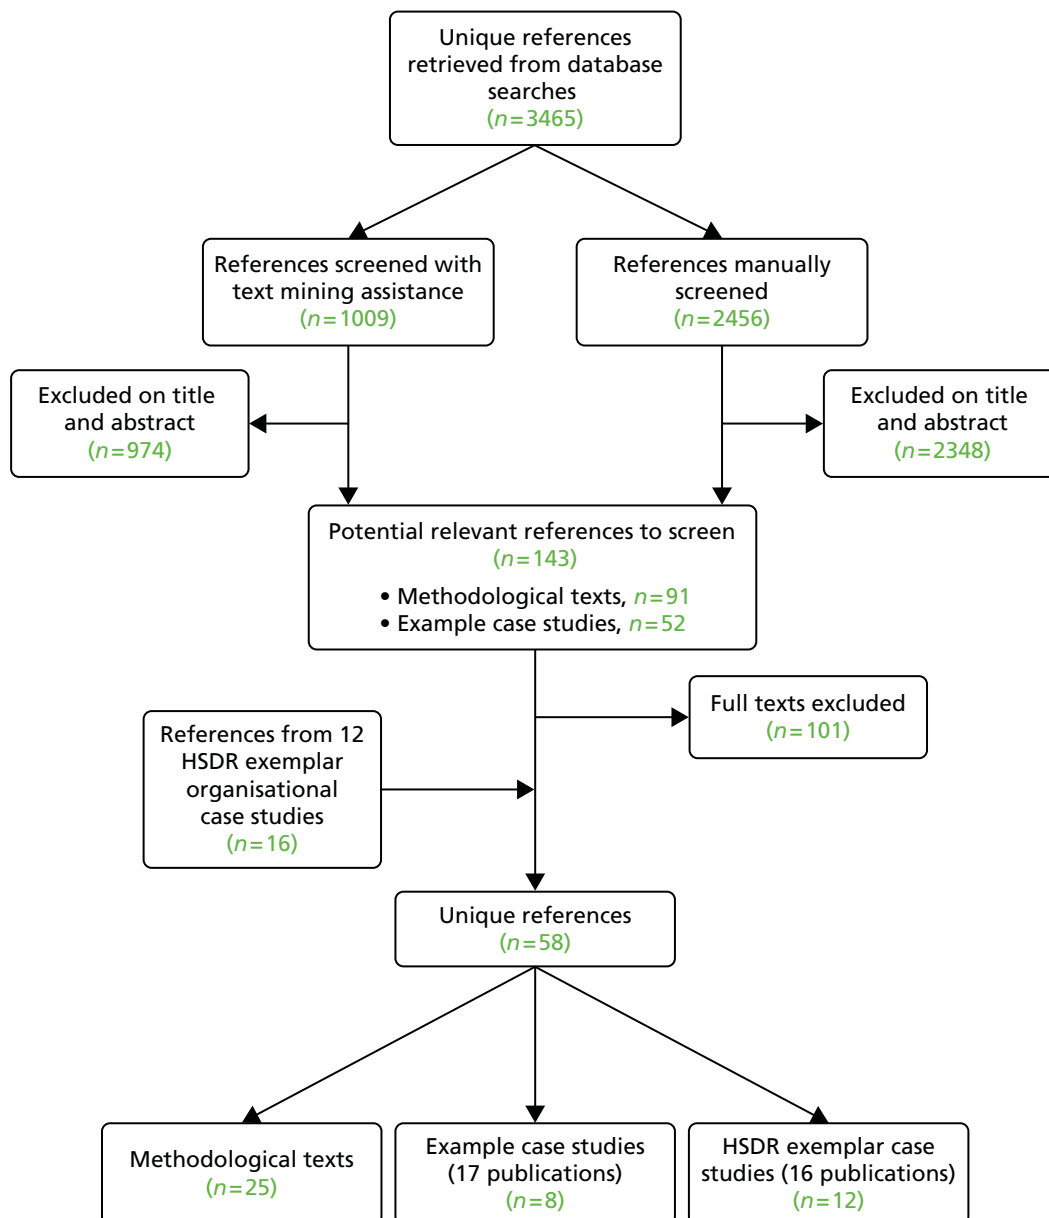 Unique references
retrieved from database
searches
(n=3465)
References screened with
text mining assistance
(n=1009)
References manually
screened
(n=2456)
Excluded on title
and abstract
(n=974)
Excluded on title
and abstract
(n=2348)
Potential relevant references to screen
(n=143)
• Methodological texts, n=91
• Example case studies, n=52
Full texts excluded
(n=101)
References from 12
HSDR exemplar
organisational
case studies
(n=16)
Unique references
(n=58)
Methodological texts
(n=25)
Example case studies
(17 publications)
(n=8)
HSDR exemplar case
studies (16 publications)
(n=12)